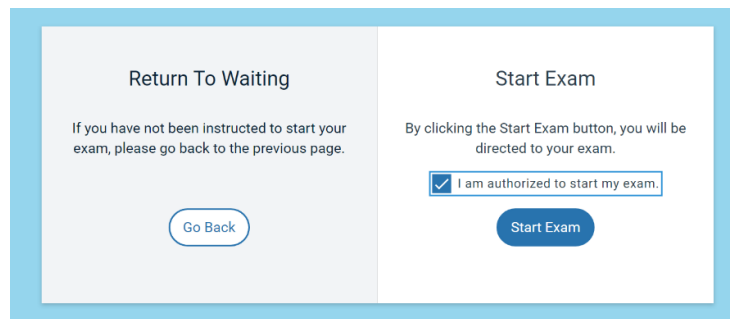 Return To Waiting
If you have not been instructed to start your
exam, please go back to the previous page.
Go Back
Start Exam
By clicking the Start Exam button, you will be
directed to your exam.
I am authorized to start my exam.
Start Exam